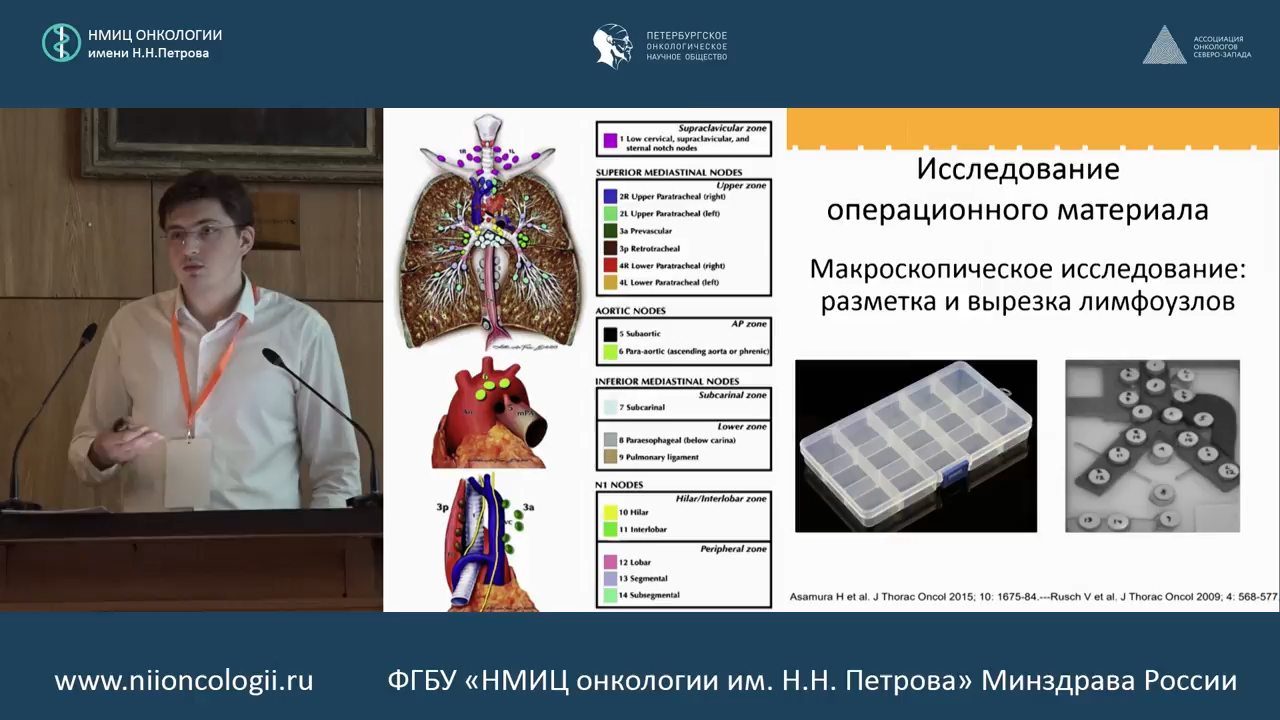 НМИЦ ОНКОЛОГИИ
имени Н.Н.Петрова
ПЕТЕРБУРГСКОЕ
ОНКОЛОГИЧЕСКОЕ
НАУЧНОЕ ОБЩЕСТВО
АССОЦИАЦИЯ
ОНКОЛОГОВ
СЕВЕРО-ЗАПАДА
1R
1L
Ao
mPA
3p
3a
Supraclavicular zone
1 Low cervical, supraclavicular, and
sternal notch nodes
SUPERIOR MEDIASTINAL NODES
Upper zone
2R Upper Paratracheal (right)
2L Upper Paratracheal (left)
3a Prevascular
3p Retrotracheal
4R Lower Paratracheal (right)
4L Lower Paratracheal (left)
AORTIC NODES
AP zone
5 Subaortic
6 Para-aortic (ascending aorta or phrenic)
INFERIOR MEDIASTINAL NODES
Subcarinal zone
7 Subcarinal
Lower zone
8 Paraesophageal (below carina)
9 Pulmonary ligament
N1 NODES
Hilar/Interlobar zone
10 Hilar
11 Interlobar
Peripheral zone
12 Lobar
13 Segmental
14 Subsegmental
Исследование
операционного материала
Макроскопическое исследование:
разметка и вырезка лимфоузлов
Asamura H et al. J Thorac Oncol 2015; 10: 1675-84.---Rusch V et al. J Thorac Oncol 2009; 4: 568-577
www.niioncologii.ru
ФГБУ «НМИЦ онкологии им. Н.Н. Петрова» Минздрава России